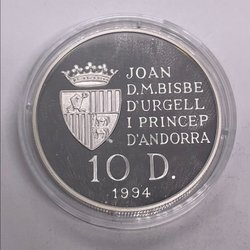 JOAN
D.M.BISBE
D'URGELL
I PRINCEP
D'ANDORRA
10 D.
1994